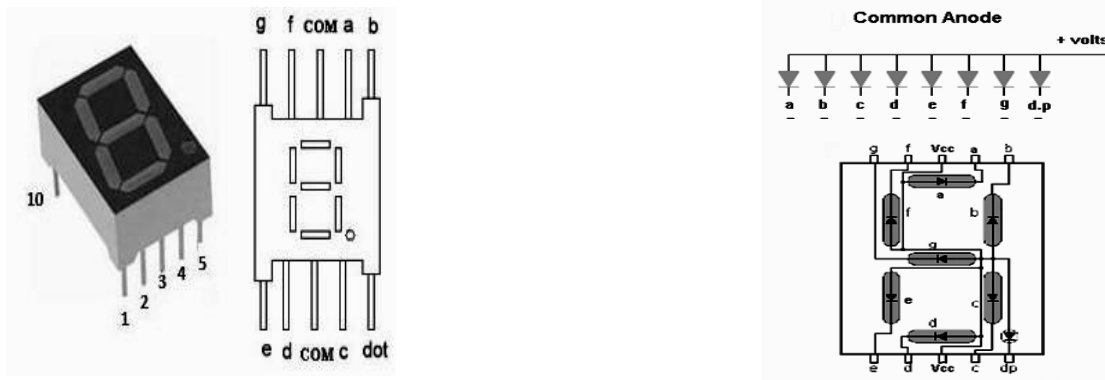 g f COM a b
10
1 2 3 4 5
e d COM c dot
Common Anode
+ volts
a b c d e f g d.p
– – – – – – – –
g f Vcc a b
a
f b
g
e c
d
e d Vcc c dp